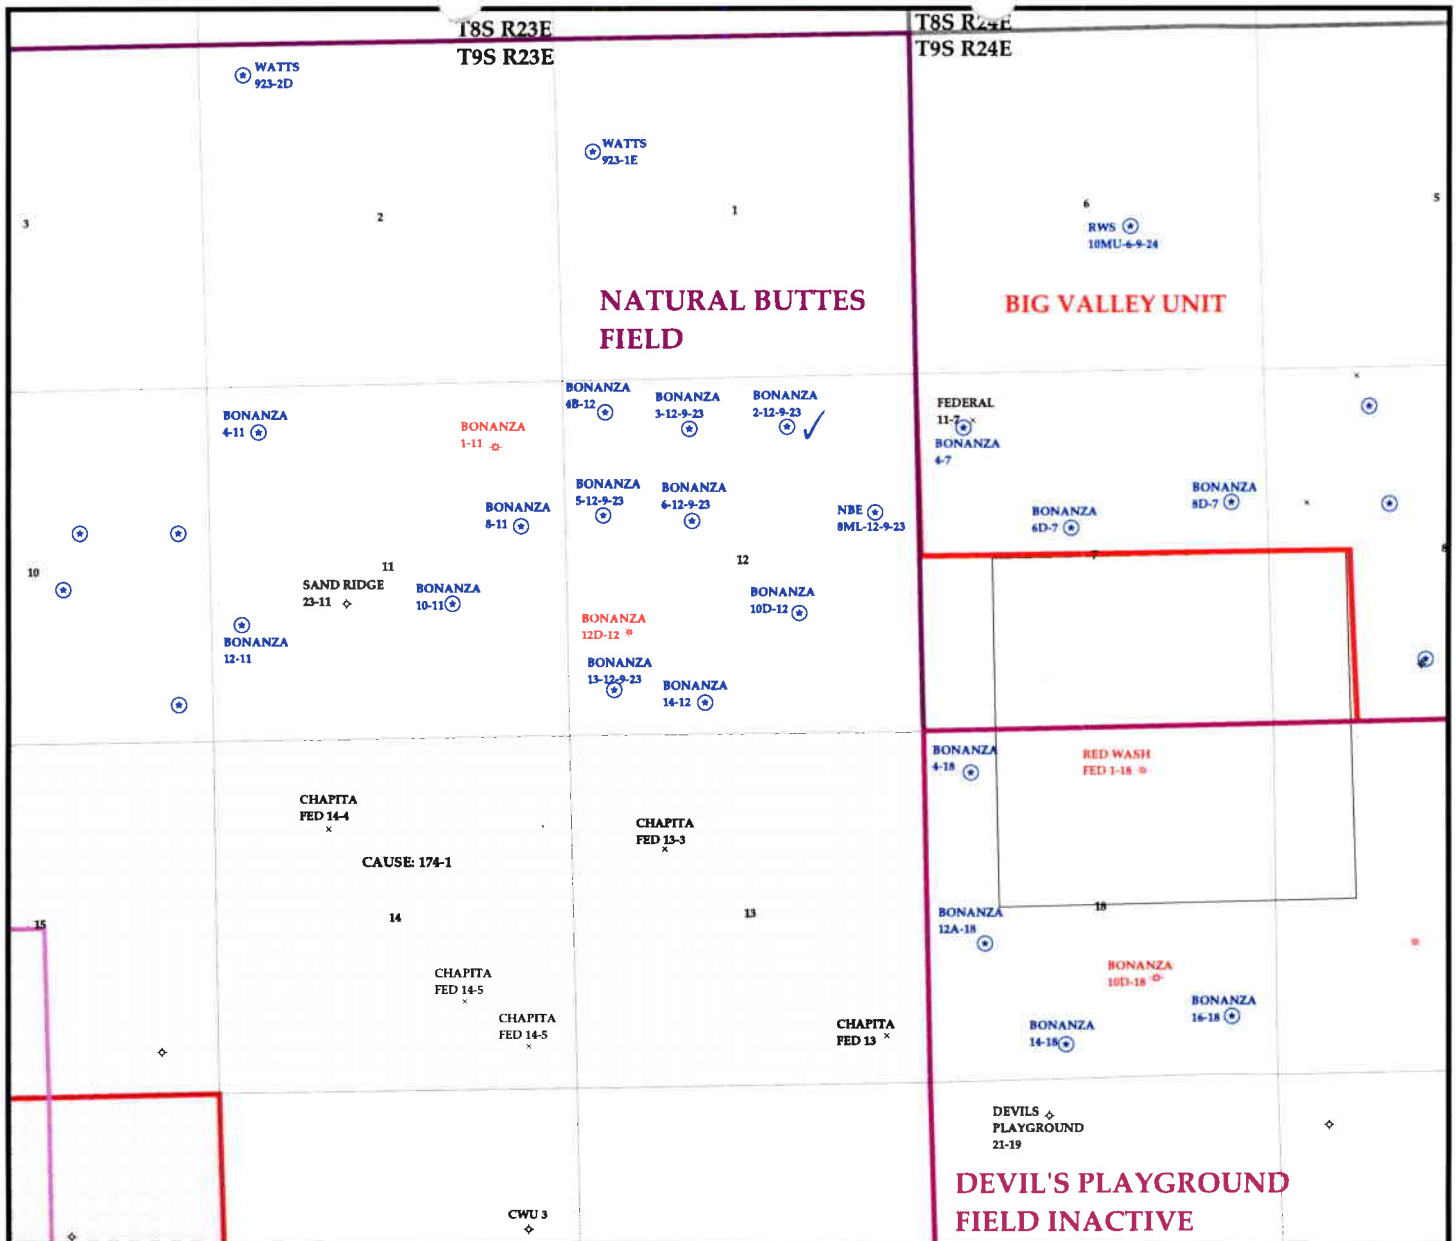 T8S R23E
T8S R24E
T9S R23E
T9S R24E
WATTS
923-2D
WATTS
923-1E
3
2
1
6
5
RWS
10MU-6-9-24
NATURAL BUTTES
FIELD
BIG VALLEY UNIT
BONANZA
4-11
BONANZA
1-11
BONANZA
4B-12
BONANZA
3-12-9-23
BONANZA
2-12-9-23
FEDERAL
11-7
BONANZA
4-7
BONANZA
8-11
BONANZA
5-12-9-23
BONANZA
6-12-9-23
NBE
8ML-12-9-23
BONANZA
6D-7
BONANZA
8D-7
10
11
12
7
8
SAND RIDGE
23-11
BONANZA
10-11
BONANZA
12D-12
BONANZA
10D-12
BONANZA
12-11
BONANZA
13-12-9-23
BONANZA
14-12
BONANZA
4-18
RED WASH
FED 1-18
CHAPITA
FED 14-4
CHAPITA
FED 13-3
CAUSE: 174-1
15
14
13
18
BONANZA
12A-18
CHAPITA
FED 14-5
CHAPITA
FED 14-5
CHAPITA
FED 13
BONANZA
10D-18
BONANZA
14-18
BONANZA
16-18
DEVILS
PLAYGROUND
21-19
DEVIL'S PLAYGROUND
FIELD INACTIVE
CWU 3